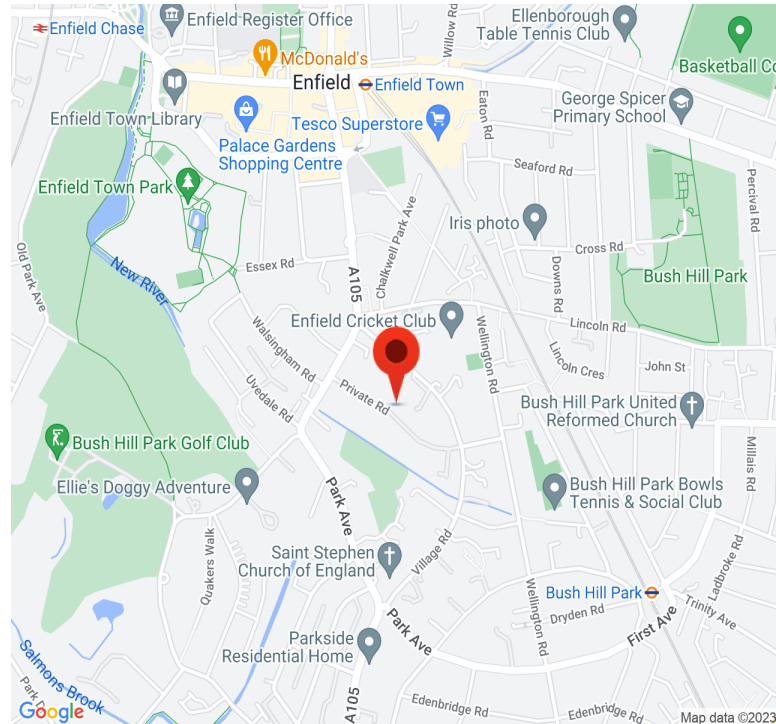 Enfield Chase
Enfield Register Office
Willow Rd
Ellenborough
Table Tennis Club
McDonald's
Basketball Co
Enfield
Enfield Town
Enfield Town Library
Palace Gardens
Shopping Centre
Tesco Superstore
Eaton Rd
George Spicer
Primary School
Seaford Rd
Percival Rd
Enfield Town Park
Old Park Ave
New River
Essex Rd
A105
Chalkwell Park Ave
Iris photo
Cross Rd
Downs Rd
Bush Hill Park
Walsingham Rd
Enfield Cricket Club
Wellington Rd
Lincoln Rd
Lincoln Cres
John St
Uvedale Rd
Private Rd
Bush Hill Park United
Reformed Church
Millais Rd
Bush Hill Park Golf Club
Ellie's Doggy Adventure
Park Ave
Bush Hill Park Bowls
Tennis & Social Club
Quakers Walk
Saint Stephen
Church of England
Village Rd
Ladbroke Rd
Bush Hill Park
Dryden Rd
Wellington Rd
First Ave
Trinity Ave
Park Ave
Parkside
Residential Home
Salmons Brook
Park D
A105
Edenbridge Rd
Edenbridge Rd
Google
Map data ©2023